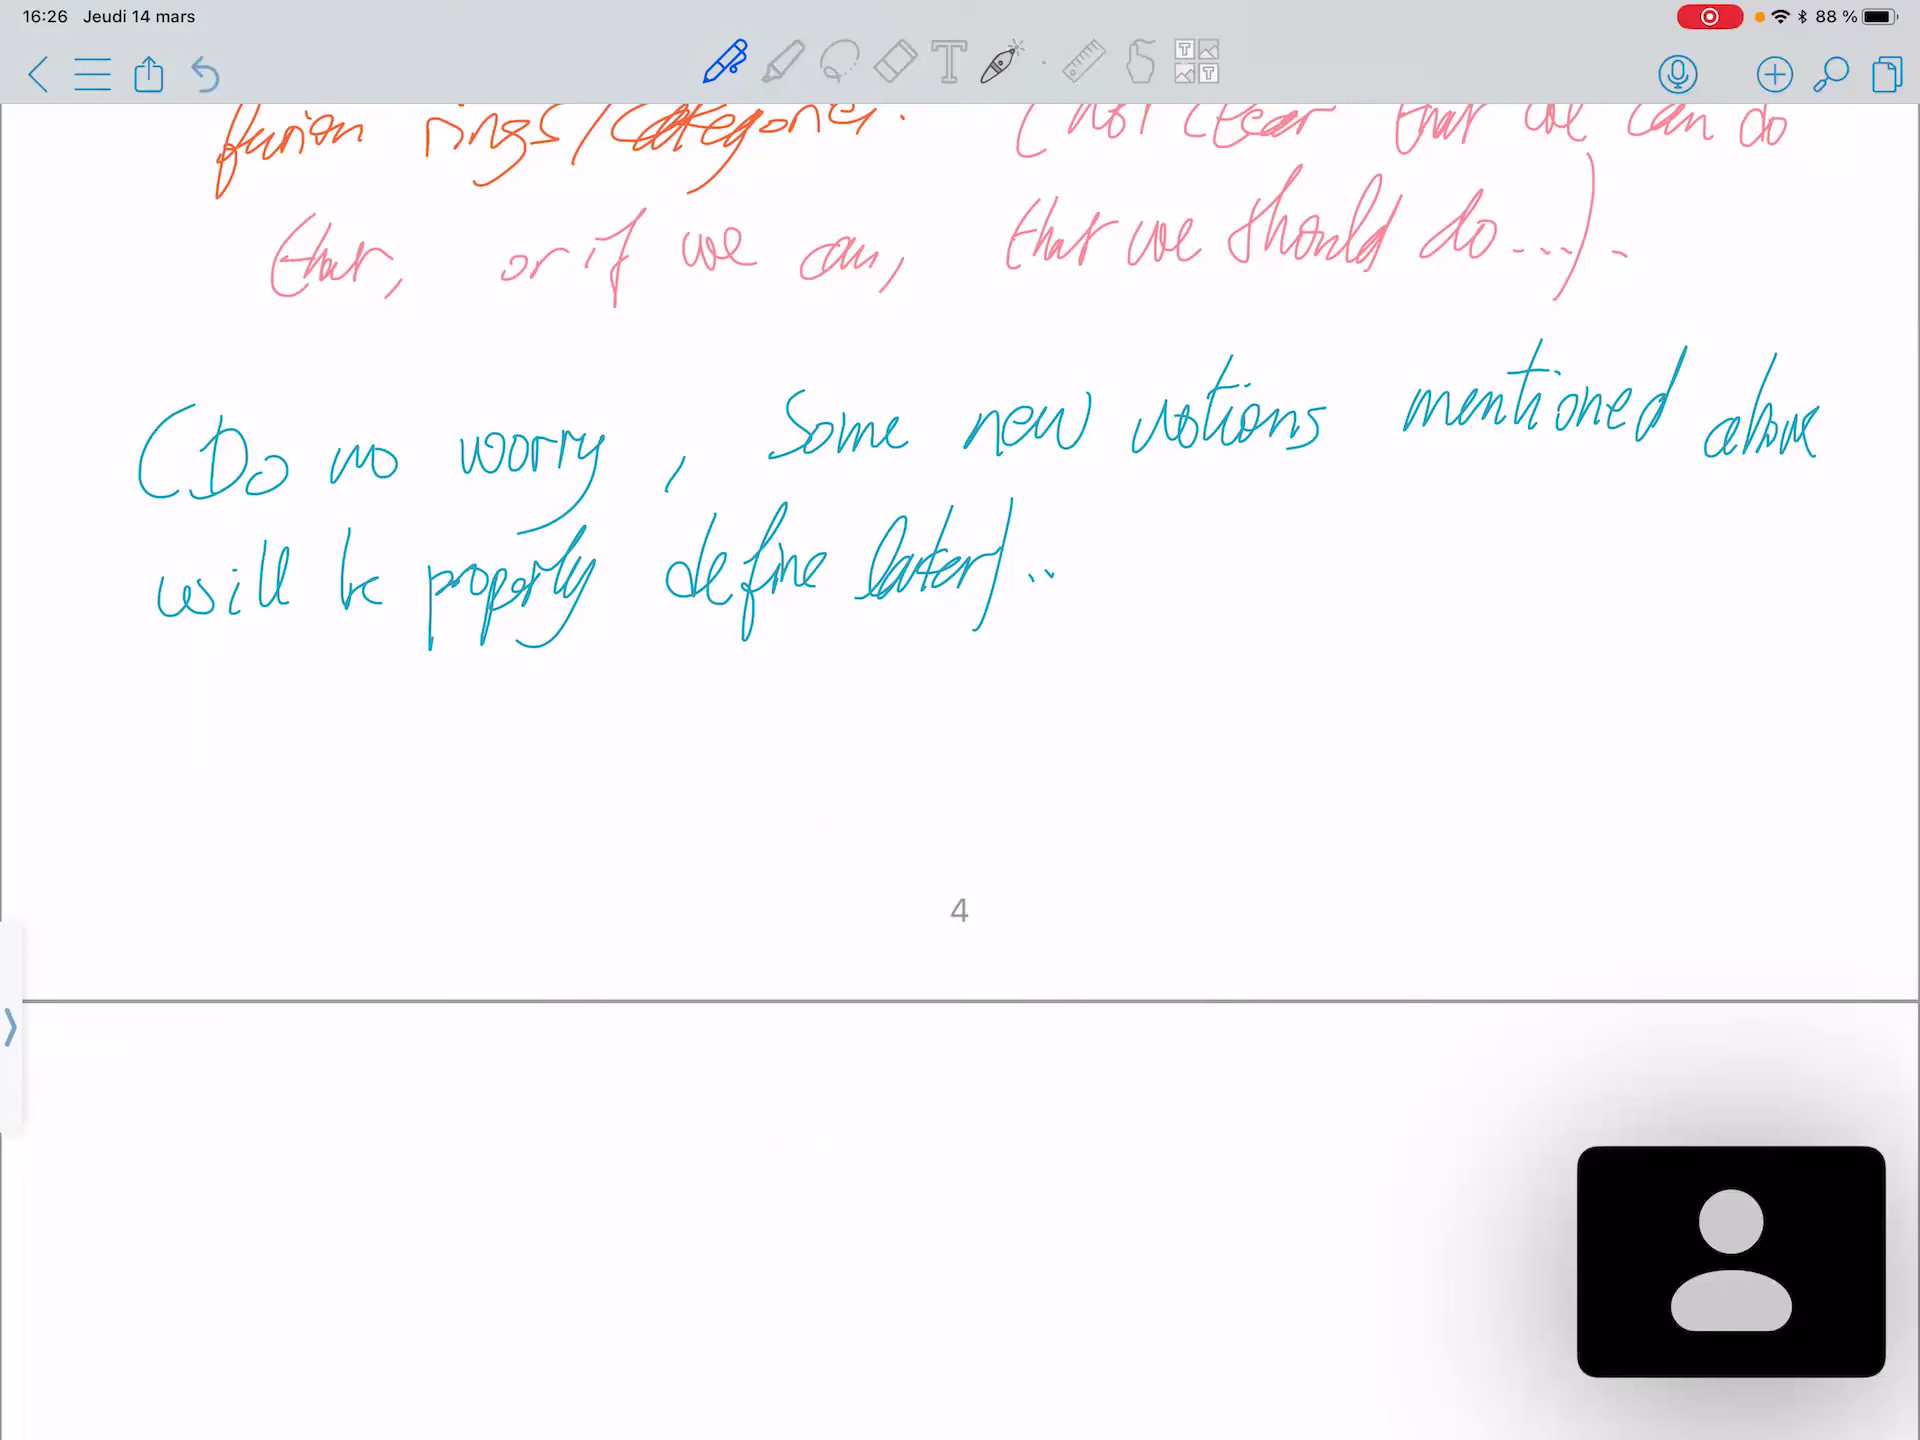 16:26 Jeudi 14 mars 88 %
fusion rings/categories. (not clear that we can do
that, or if we can, that we should do...).
(Do no worry, some new notions mentioned above
will be properly define later)..
4